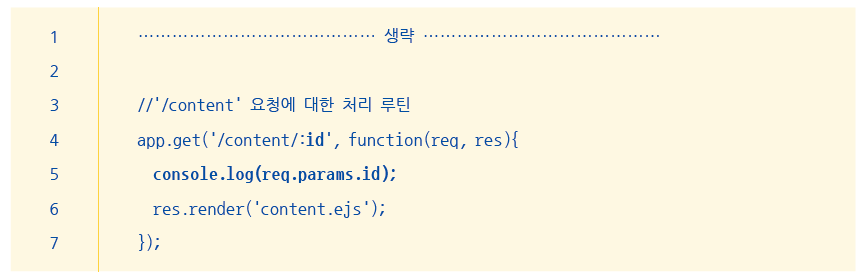 1 …………………………………… 생략 ……………………………………
2
3 //'/content' 요청에 대한 처리 루틴
4 app.get('/content/:id', function(req, res){
5 console.log(req.params.id);
6 res.render('content.ejs');
7 });